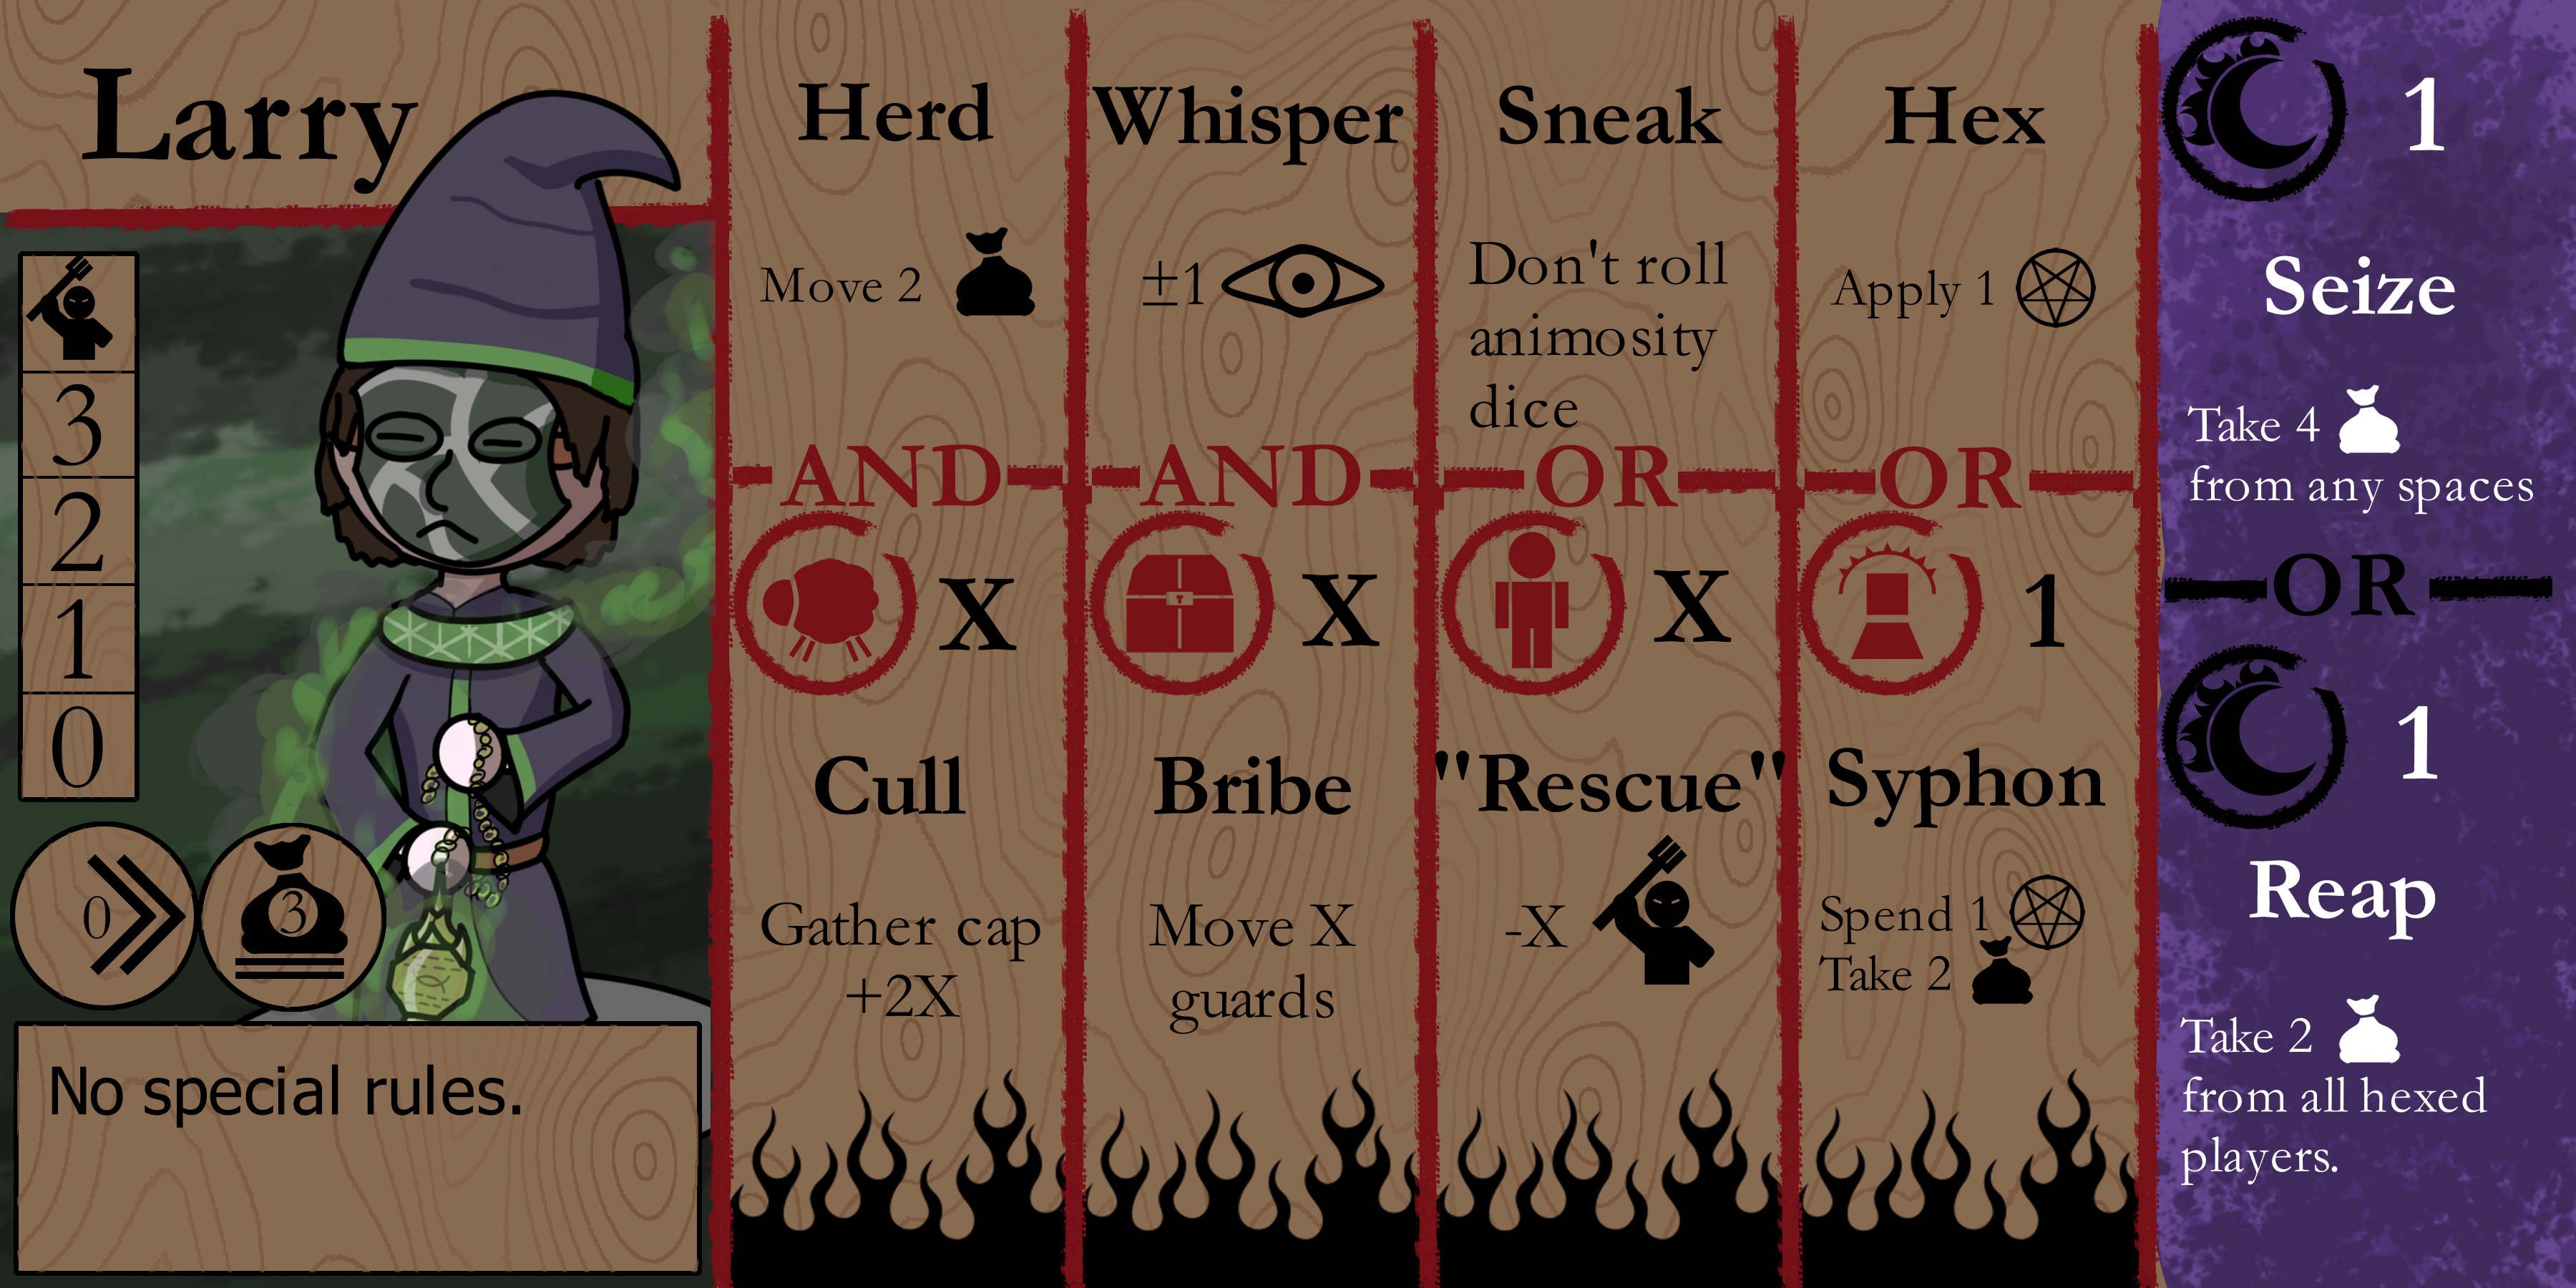 Larry
3
2
1
0
0
3
No special rules.
Herd
Move 2
AND
X
Cull
Gather cap
+2X
Whisper
±1
AND
X
Bribe
Move X
guards
Sneak
Don't roll
animosity
dice
OR
X
"Rescue"
-X
Hex
Apply 1
OR
1
Syphon
Spend 1
Take 2
1
Seize
Take 4
from any spaces
OR
1
Reap
Take 2
from all hexed
players.